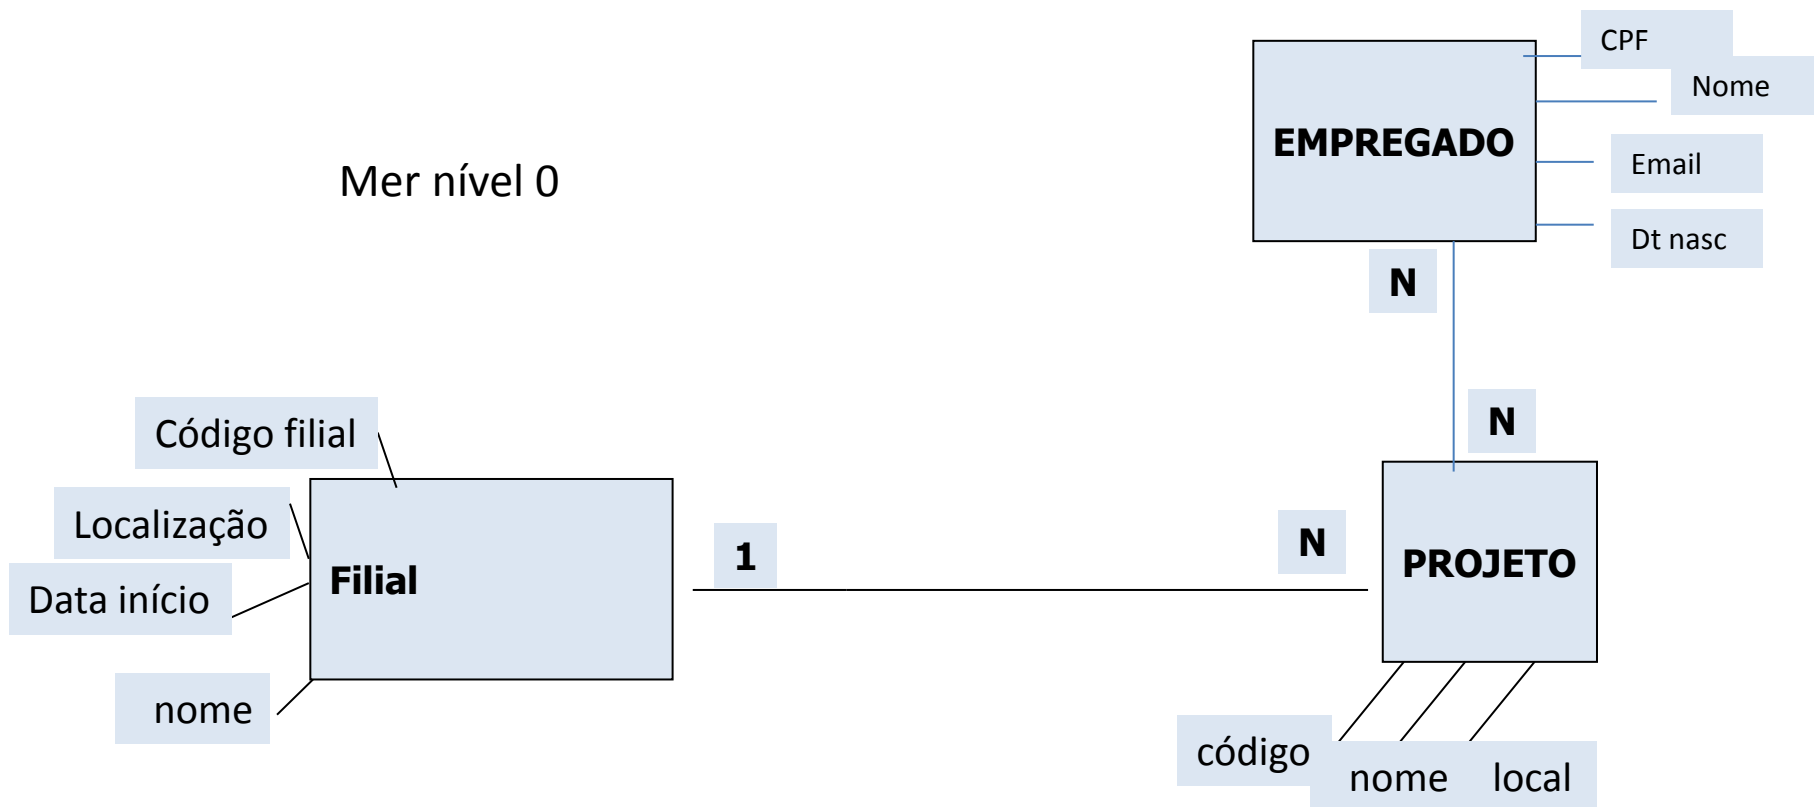 CPF
Nome
EMPREGADO
Email
Mer nível 0
Dt nasc
N
N
Código filial
Localização
1
N
PROJETO
Filial
Data início
nome
código
nome
local